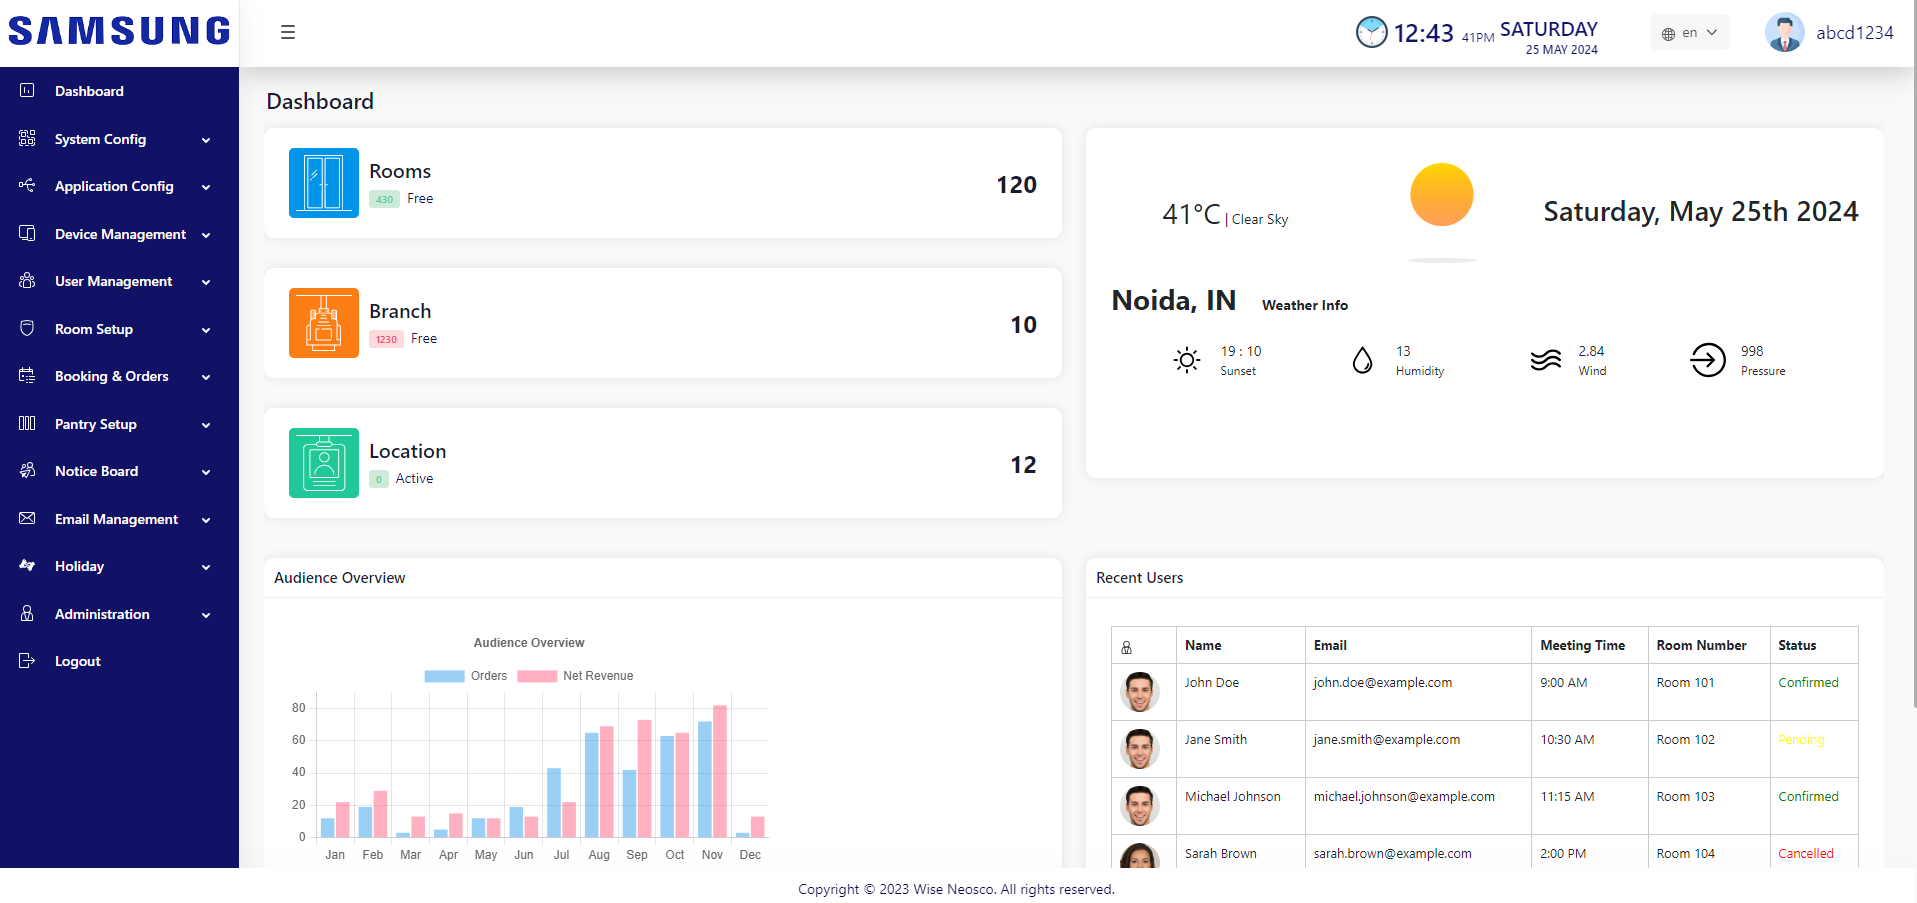 SAMSUNG
☰
12:43 41PM SATURDAY
25 MAY 2024
en
abcd1234
Dashboard
System Config
Application Config
Device Management
User Management
Room Setup
Booking & Orders
Pantry Setup
Notice Board
Email Management
Holiday
Administration
Logout
Dashboard
Rooms
430 Free
120
Branch
1230 Free
10
Location
0 Active
12
41°C | Clear Sky
Saturday, May 25th 2024
Noida, IN Weather Info
19 : 10
Sunset
13
Humidity
2.84
Wind
998
Pressure
Audience Overview
Audience Overview
Orders Net Revenue
80
60
40
20
0
Jan Feb Mar Apr May Jun Jul Aug Sep Oct Nov Dec
Recent Users
Name Email Meeting Time Room Number Status
John Doe john.doe@example.com 9:00 AM Room 101 Confirmed
Jane Smith jane.smith@example.com 10:30 AM Room 102 Pending
Michael Johnson michael.johnson@example.com 11:15 AM Room 103 Confirmed
Sarah Brown sarah.brown@example.com 2:00 PM Room 104 Cancelled
Copyright © 2023 Wise Neosco. All rights reserved.